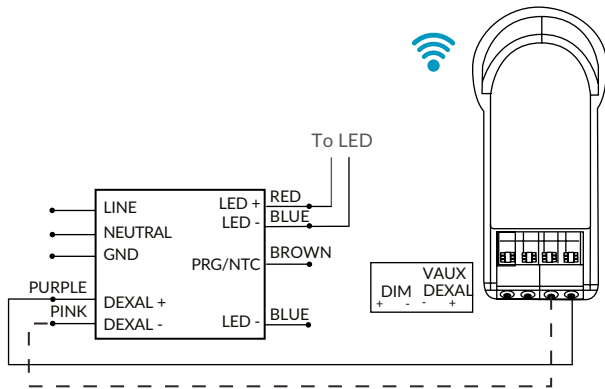 To LED
LINE
LED +
RED
LED -
BLUE
NEUTRAL
GND
PRG/NTC
BROWN
PURPLE
DEXAL +
PINK
DEXAL -
LED -
BLUE
VAUX
DIM DEXAL
+ - - +